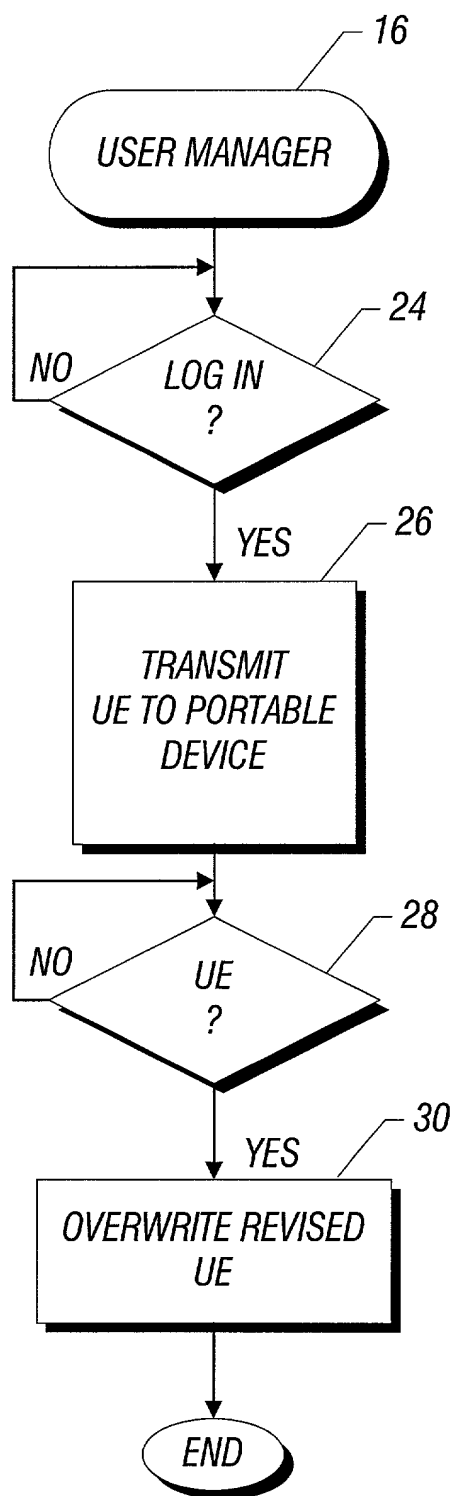 16
USER MANAGER
24
NO
LOG IN
?
YES
26
TRANSMIT
UE TO PORTABLE
DEVICE
28
NO
UE
?
YES
30
OVERWRITE REVISED
UE
END